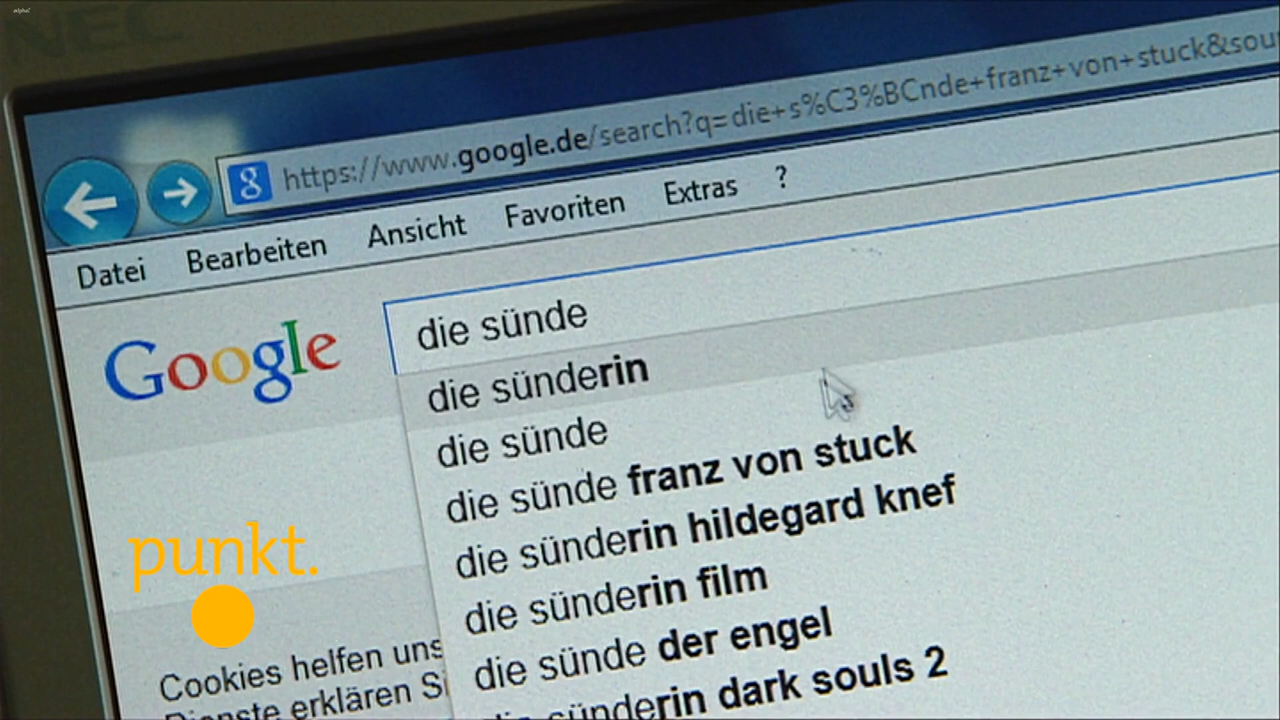 NEC
https://www.google.de/search?q=die+s%C3%BCnde+franz+von+stuck&sou
Datei Bearbeiten Ansicht Favoriten Extras ?
Google
die sünde
die sünderin
die sünde
die sünde franz von stuck
die sünderin hildegard knef
die sünderin film
die sünde der engel
die sünderin dark souls 2
punkt.
Cookies helfen uns
Dienste erklären Si